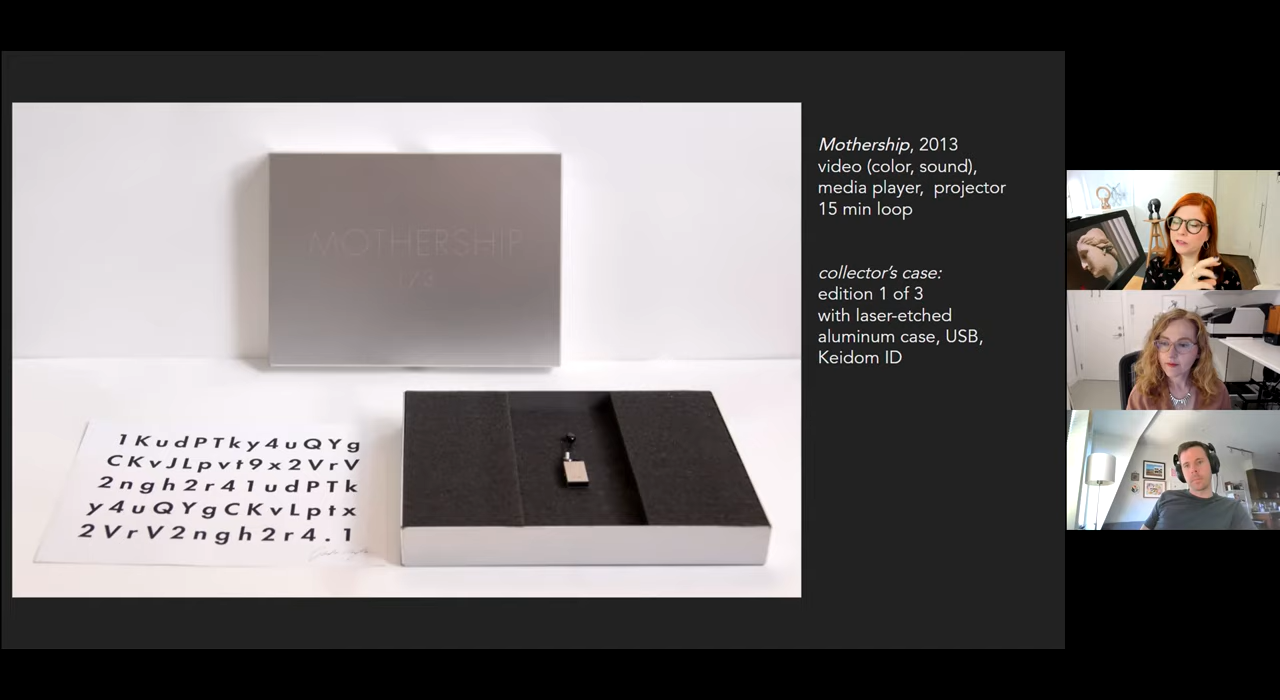 MOTHERSHIP
1/3
1KudPTky4uQYg
CKvJLpvt9x2VrV
2ngh2r41udPTk
y4uQYgCKvLptx
2VrV2ngh2r4.1
Mothership, 2013
video (color, sound),
media player, projector
15 min loop
collector's case:
edition 1 of 3
with laser-etched
aluminum case, USB,
Keidom ID